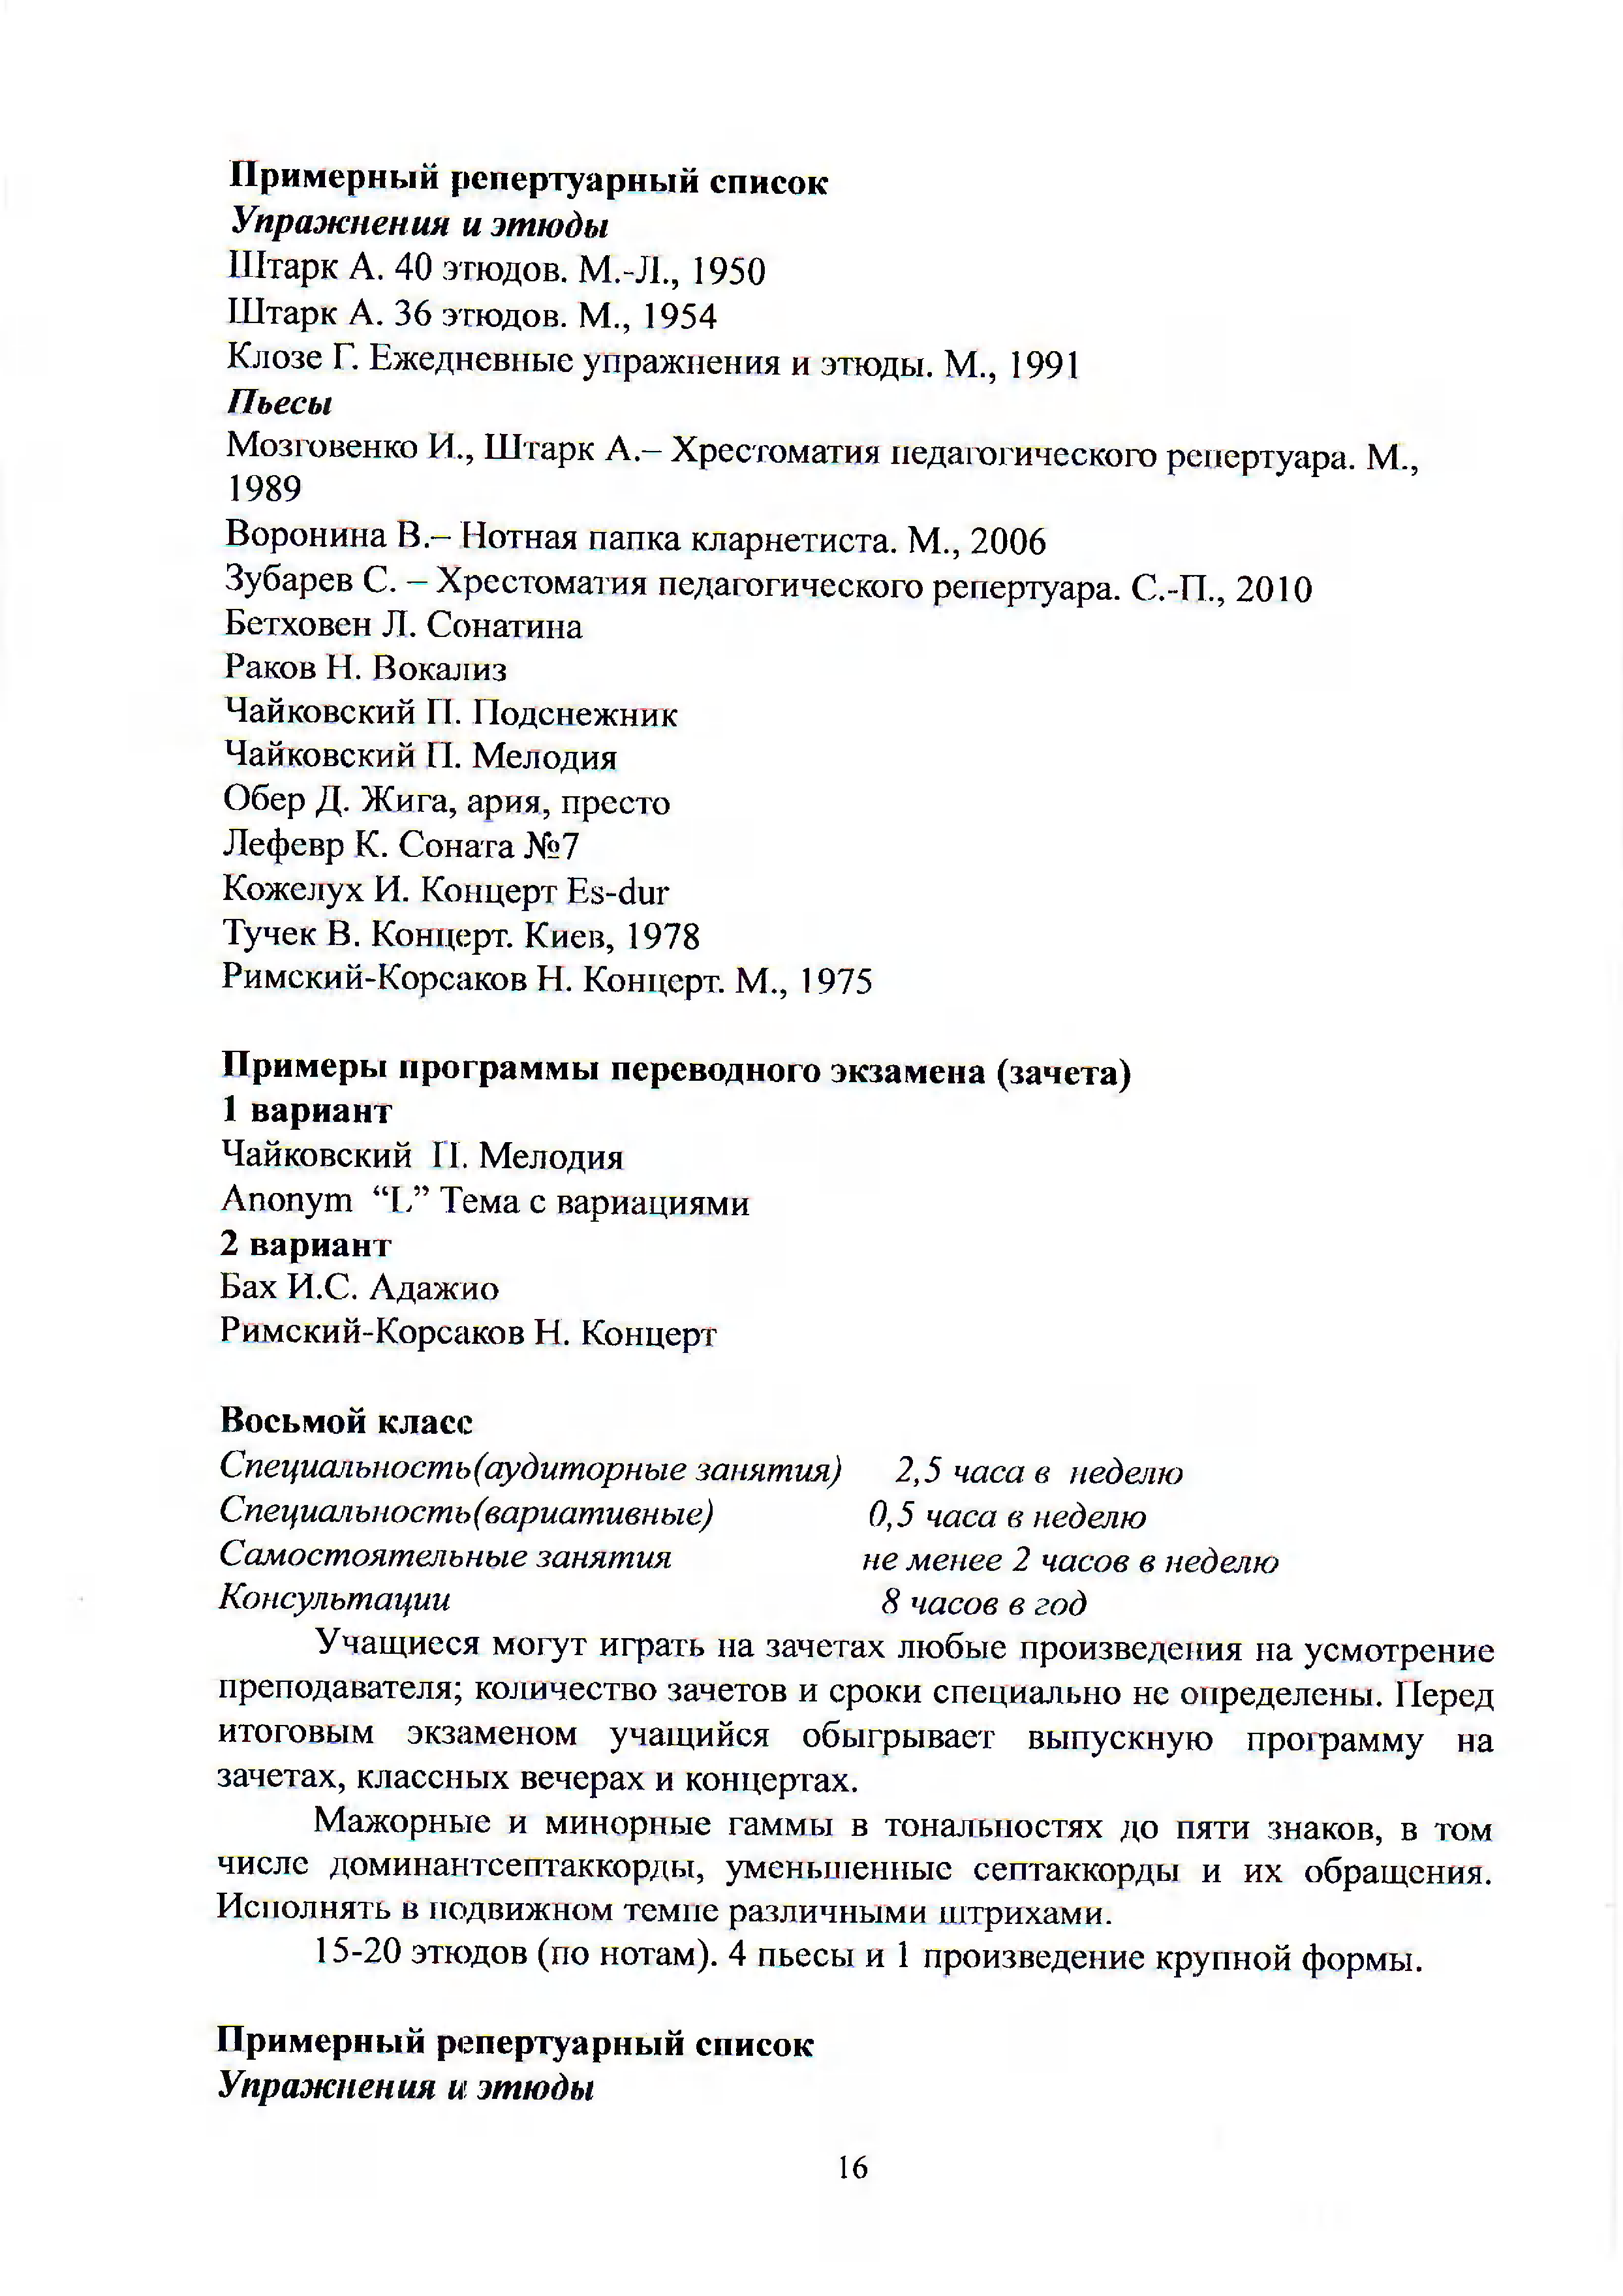 Примерный репертуарный список
Упражнения и этюды
Штарк А. 40 этюдов. М.-Л., 1950
Штарк А. 36 этюдов. М., 1954
Клозе Г. Ежедневные упражнения и этюды. М., 1991
Пьесы
Мозговенко И., Штарк А.– Хрестоматия педагогического репертуара. М.,
1989
Воронина В.– Нотная папка кларнетиста. М., 2006
Зубарев С. – Хрестоматия педагогического репертуара. С.-П., 2010
Бетховен Л. Сонатина
Раков Н. Вокализ
Чайковский П. Подснежник
Чайковский П. Мелодия
Обер Д. Жига, ария, престо
Лефевр К. Соната №7
Кожелух И. Концерт Es-dur
Тучек В. Концерт. Киев, 1978
Римский-Корсаков Н. Концерт. М., 1975
Примеры программы переводного экзамена (зачета)
1 вариант
Чайковский П. Мелодия
Anonym “L” Тема с вариациями
2 вариант
Бах И.С. Адажио
Римский-Корсаков Н. Концерт
Восьмой класс
Специальность(аудиторные занятия) 2,5 часа в неделю
Специальность(вариативные) 0,5 часа в неделю
Самостоятельные занятия не менее 2 часов в неделю
Консультации 8 часов в год
Учащиеся могут играть на зачетах любые произведения на усмотрение
преподавателя; количество зачетов и сроки специально не определены. Перед
итоговым экзаменом учащийся обыгрывает выпускную программу на
зачетах, классных вечерах и концертах.
Мажорные и минорные гаммы в тональностях до пяти знаков, в том
числе доминантсептаккорды, уменьшенные септаккорды и их обращения.
Исполнять в подвижном темпе различными штрихами.
15-20 этюдов (по нотам). 4 пьесы и 1 произведение крупной формы.
Примерный репертуарный список
Упражнения и этюды
16